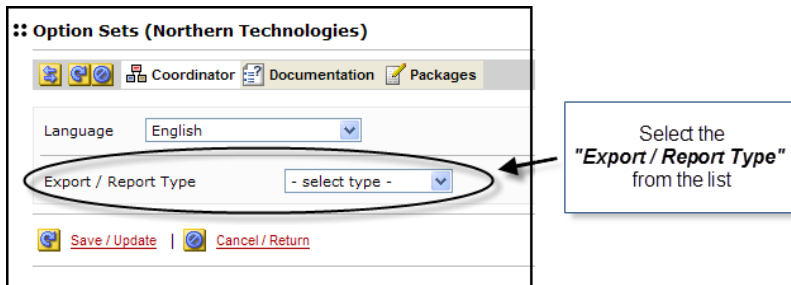 Option Sets (Northern Technologies)
Coordinator Documentation Packages
Language English
Export / Report Type - select type -
Save / Update | Cancel / Return
Select the
"Export / Report Type"
from the list